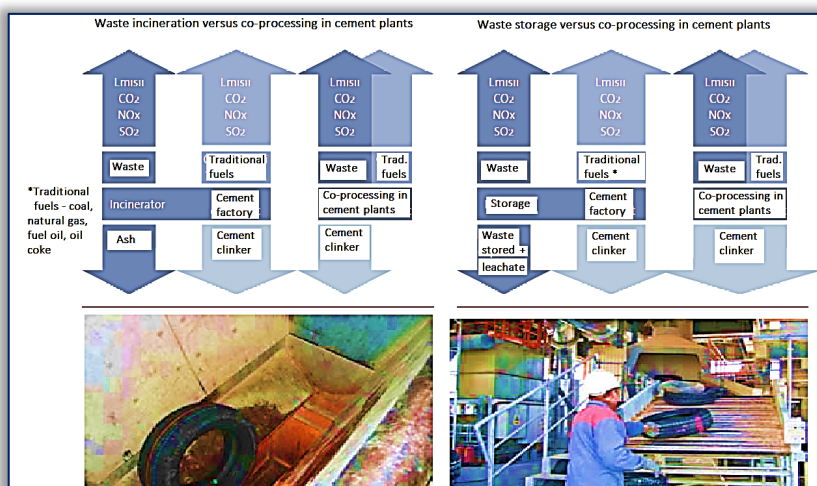 Waste incineration versus co-processing in cement plants
Lmisii
CO2
NOx
SO2
Lmisii
CO2
NOx
SO2
Lmisii
CO2
NOx
SO2
Waste
Traditional
fuels
Waste
Trad.
fuels
*Traditional
fuels - coal,
natural gas,
fuel oil, oil
coke
Incinerator
Cement
factory
Co-processing in
cement plants
Ash
Cement
clinker
Cement
clinker
Waste storage versus co-processing in cement plants
Lmisii
CO2
NOx
SO2
Lmisii
CO2
NOx
SO2
Lmisii
CO2
NOx
SO2
Waste
Traditional
fuels *
Waste
Trad.
fuels
Storage
Cement
factory
Co-processing in
cement plants
Waste
stored +
leachate
Cement
clinker
Cement
clinker